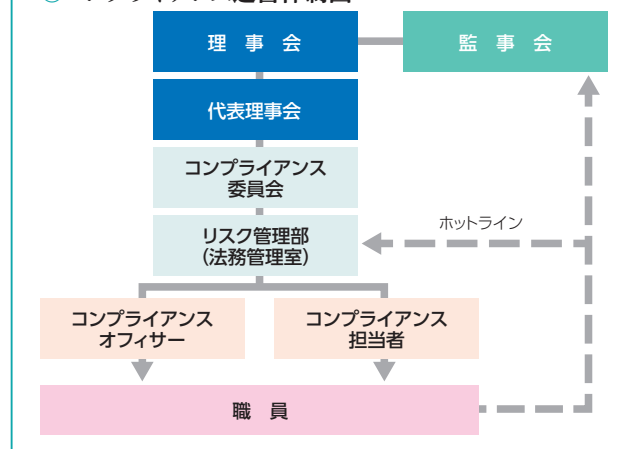 理事会
監事会
代表理事会
コンプライアンス
委員会
リスク管理部
(法務管理室)
ホットライン
コンプライアンス
オフィサー
コンプライアンス
担当者
職員